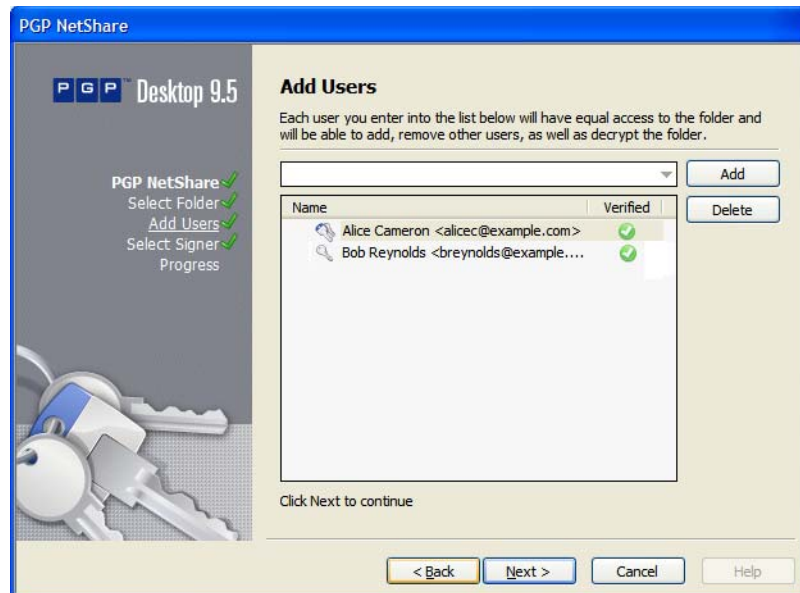 PGP NetShare
PGP™ Desktop 9.5
PGP NetShare
Select Folder
Add Users
Select Signer
Progress
Add Users
Each user you enter into the list below will have equal access to the folder and
will be able to add, remove other users, as well as decrypt the folder.
Add
Name Verified
Delete
Alice Cameron <alicec@example.com>
Bob Reynolds <breynolds@example....
Click Next to continue
< Back Next > Cancel Help